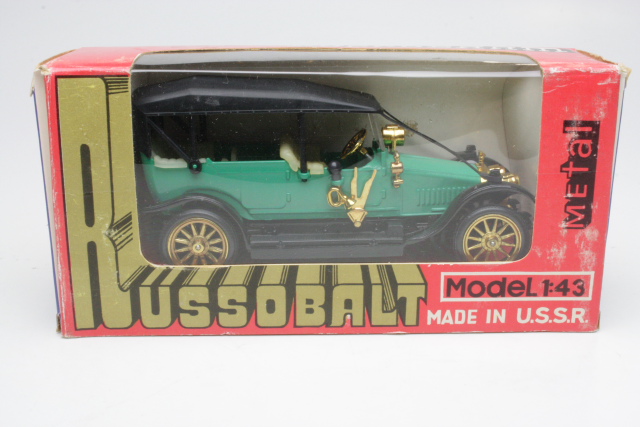 RUSSOBALT
METAL
MODEL 1:43
MADE IN U.S.S.R.